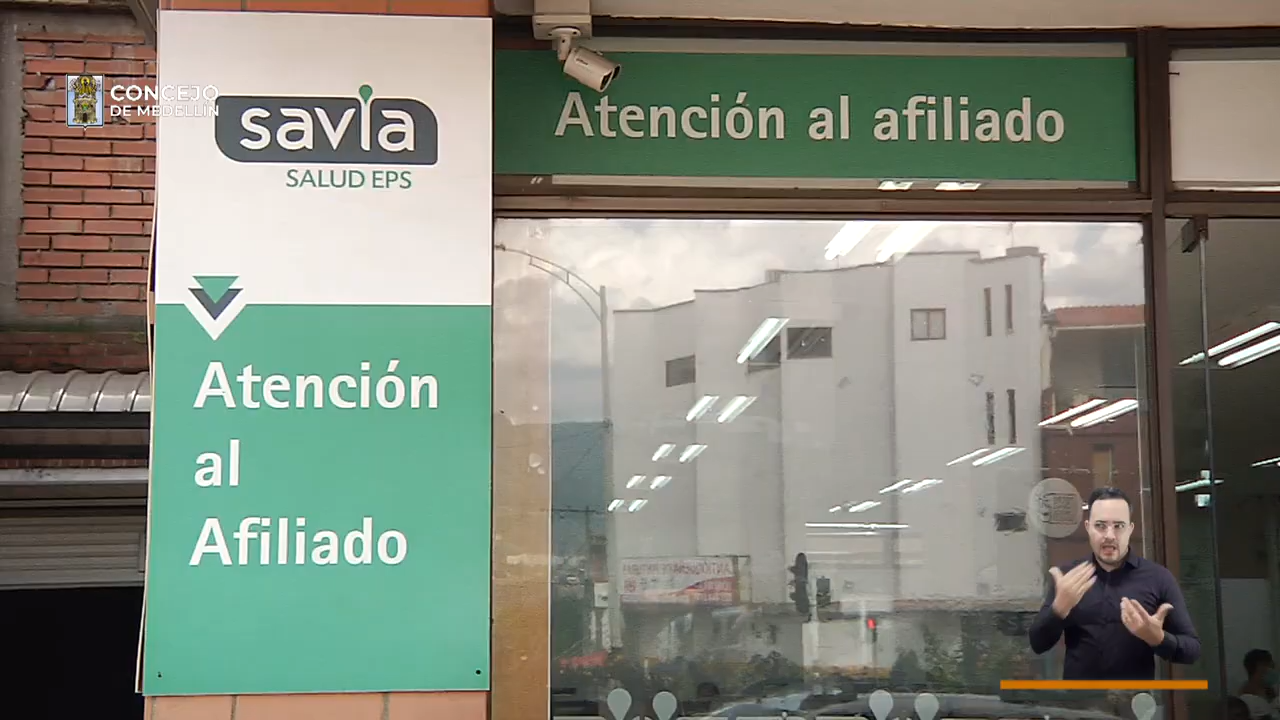 CONCEJO
DE MEDELLÍN
savia
SALUD EPS
Atención al afiliado
Atención
al
Afiliado